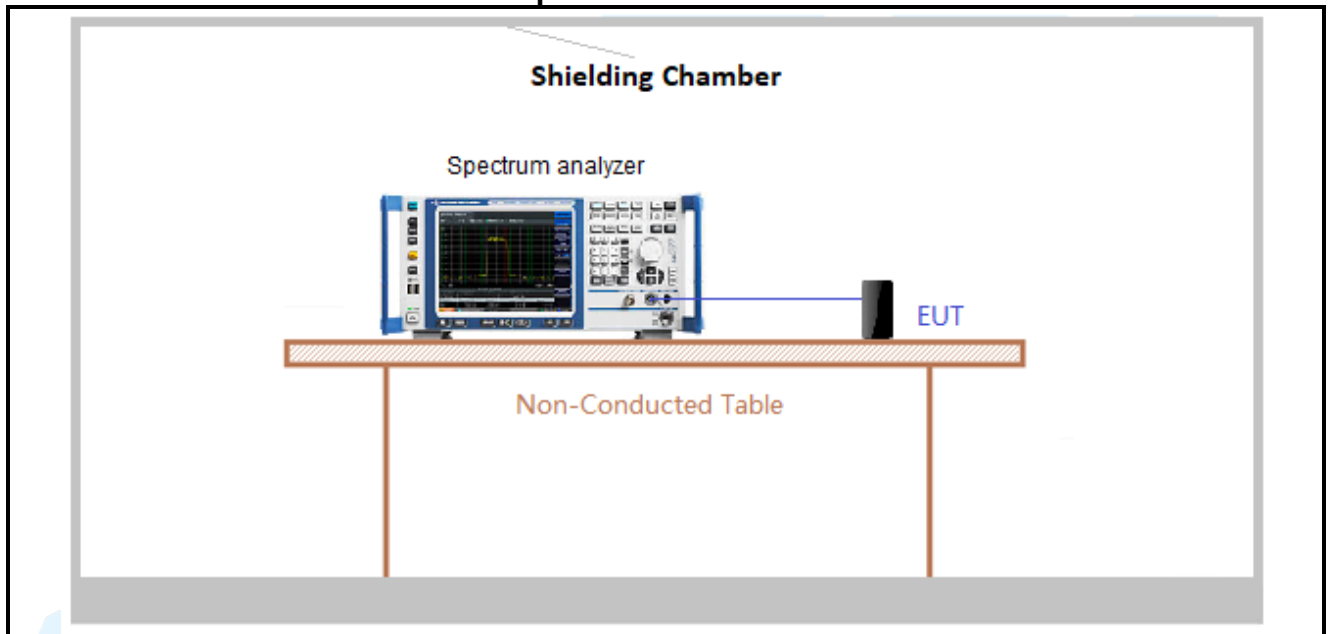 Shielding Chamber
Spectrum analyzer
EUT
Non-Conducted Table